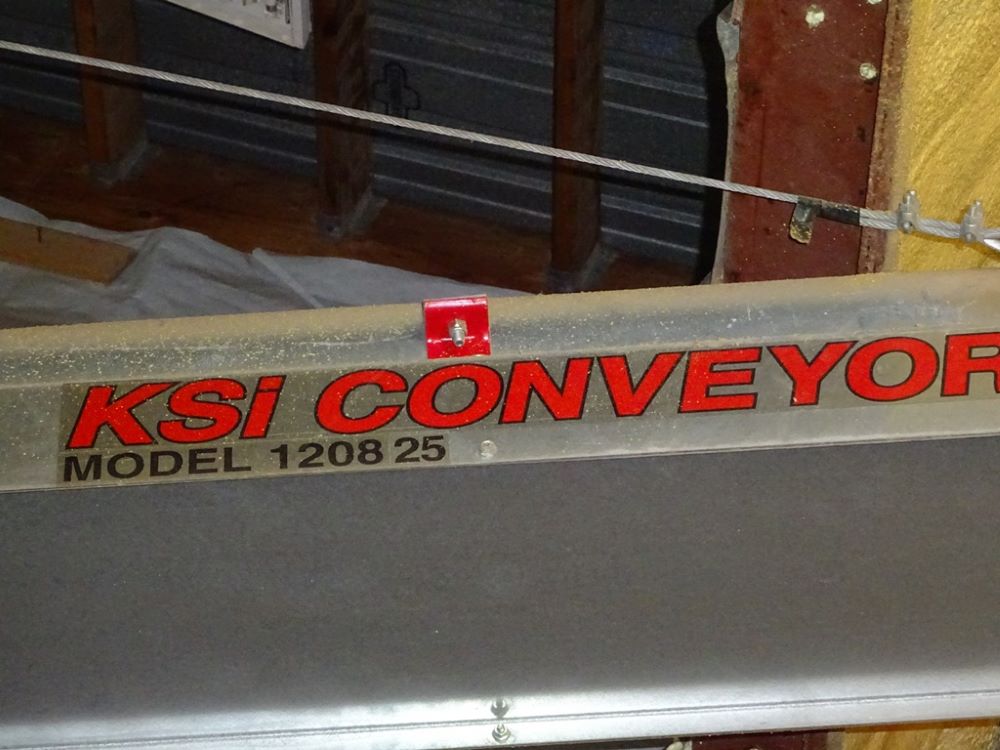 KSi CONVEYOR
MODEL 1208 25